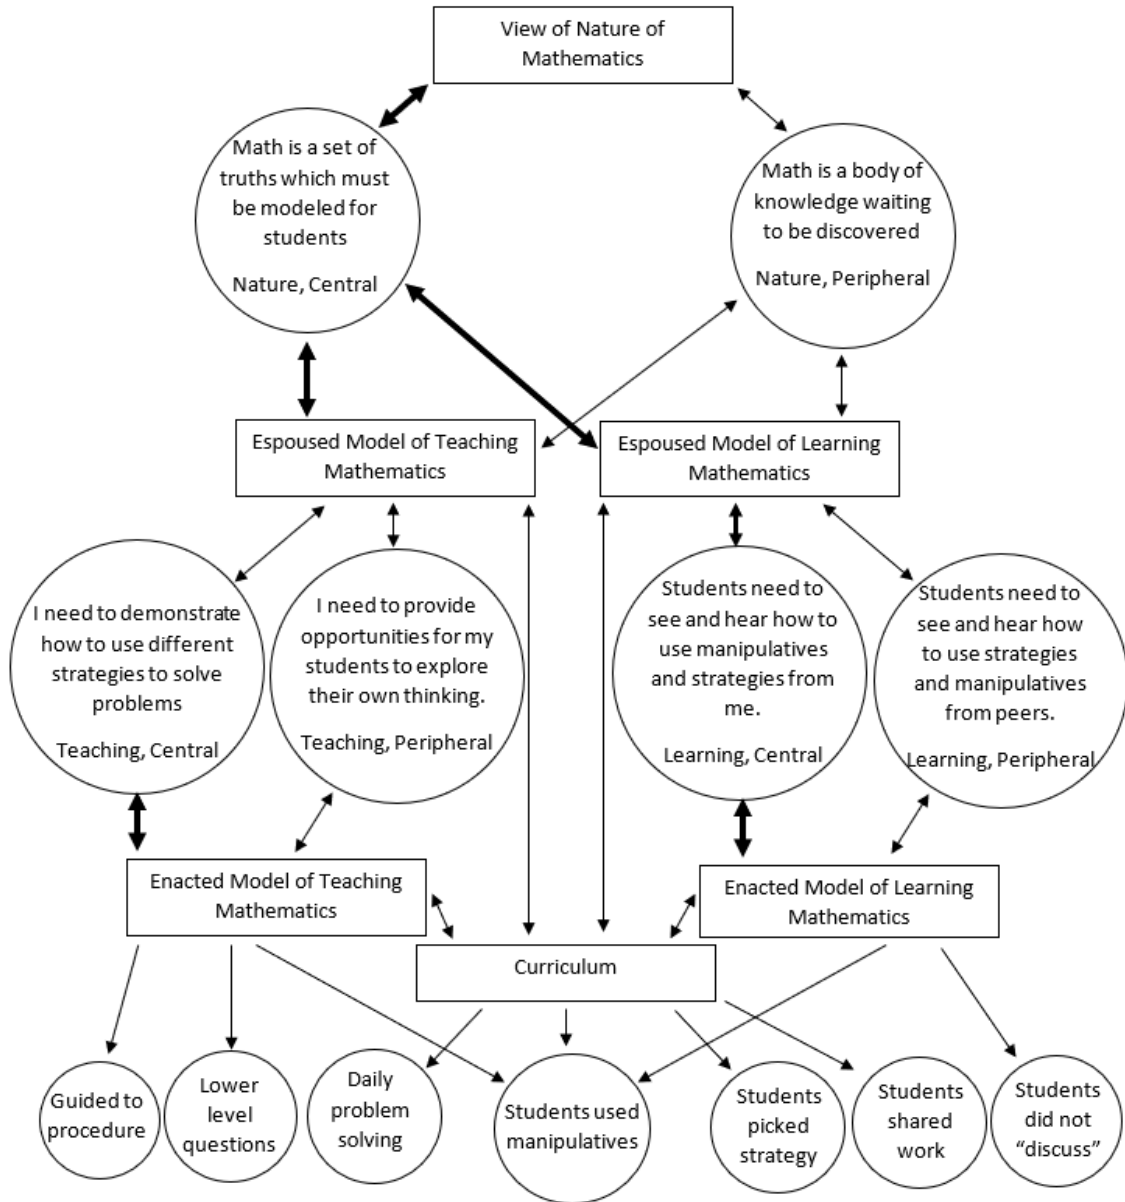 View of Nature of
Mathematics
Math is a set of
truths which must
be modeled for
students
Nature, Central
Math is a body of
knowledge waiting
to be discovered
Nature, Peripheral
Espoused Model of Teaching
Mathematics
Espoused Model of Learning
Mathematics
I need to demonstrate
how to use different
strategies to solve
problems
Teaching, Central
I need to provide
opportunities for my
students to explore
their own thinking.
Teaching, Peripheral
Students need to
see and hear how to
use manipulatives
and strategies from
me.
Learning, Central
Students need to
see and hear how
to use strategies
and manipulatives
from peers.
Learning, Peripheral
Enacted Model of Teaching
Mathematics
Enacted Model of Learning
Mathematics
Curriculum
Guided to
procedure
Lower
level
questions
Daily
problem
solving
Students used
manipulatives
Students
picked
strategy
Students
shared
work
Students
did not
“discuss”